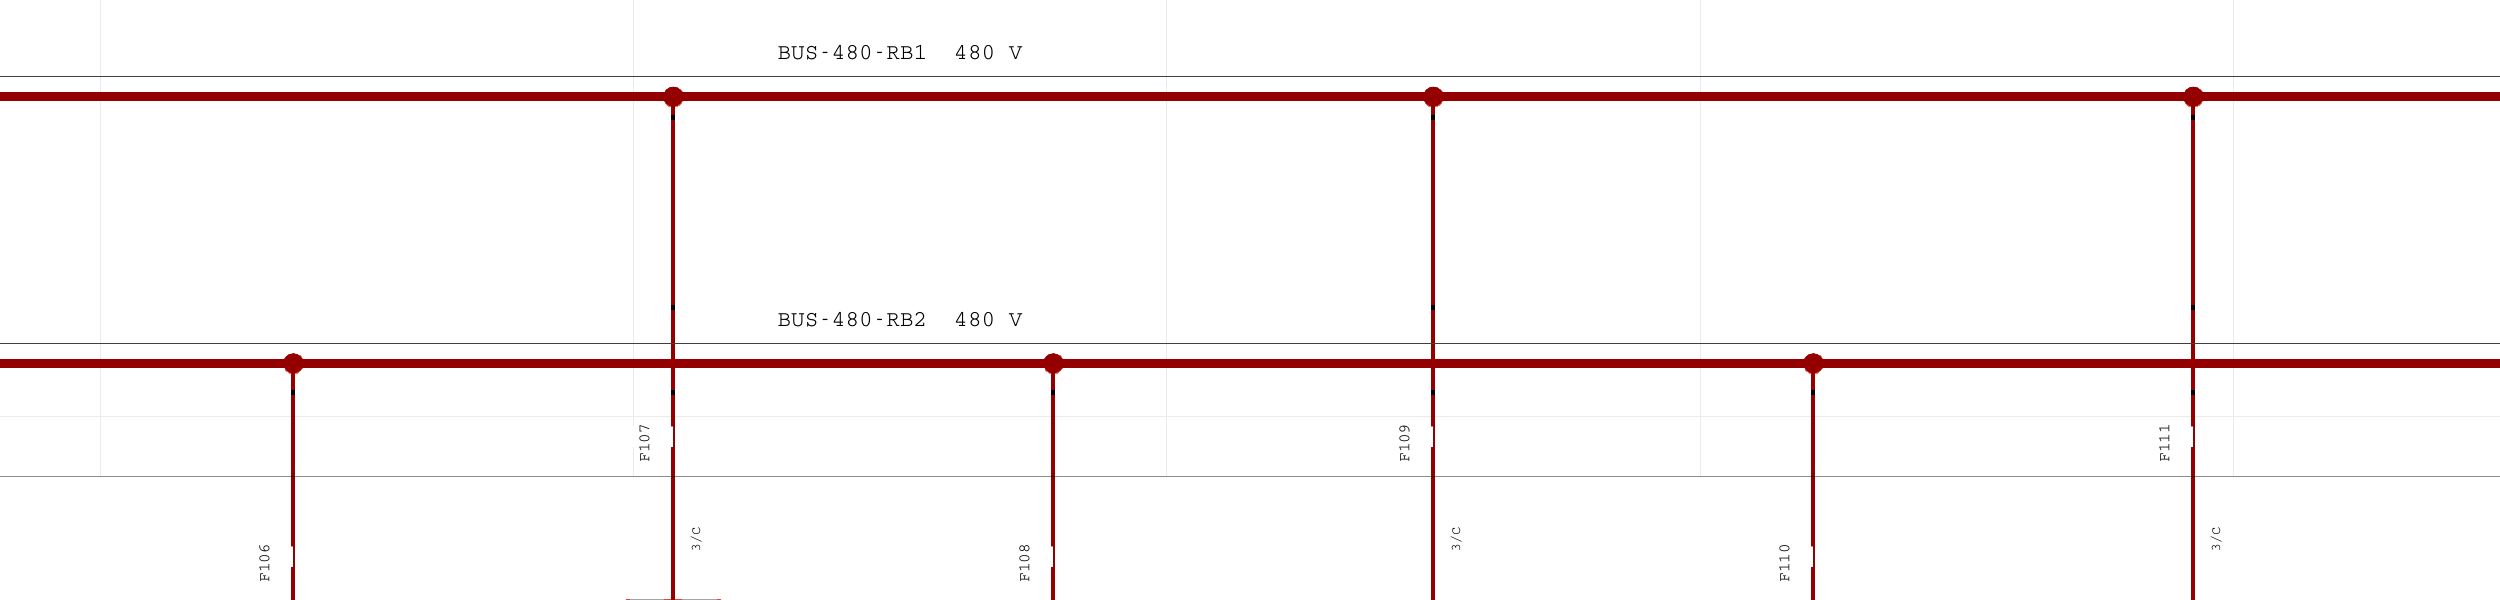 BUS-480-RB1  480 V
BUS-480-RB2  480 V
F107
F109
F111
3/C
3/C
3/C
F106
F108
F110